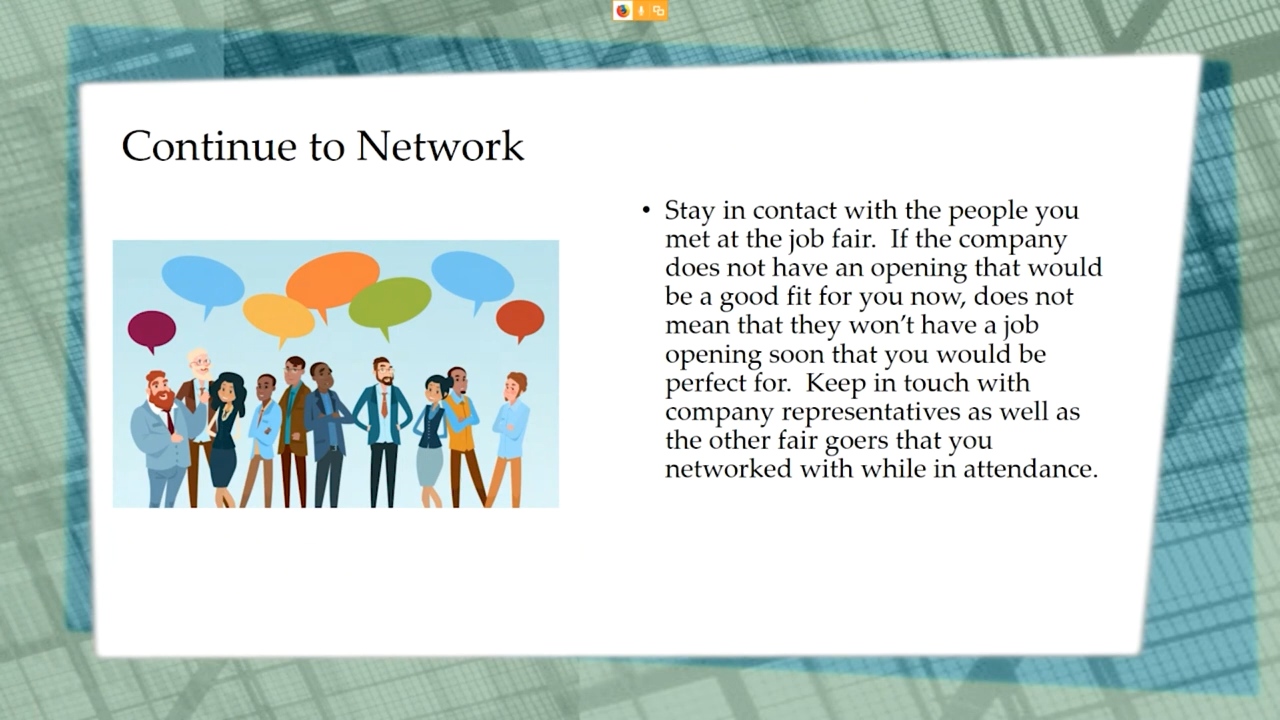 Continue to Network
• Stay in contact with the people you
met at the job fair.  If the company
does not have an opening that would
be a good fit for you now, does not
mean that they won’t have a job
opening soon that you would be
perfect for.  Keep in touch with
company representatives as well as
the other fair goers that you
networked with while in attendance.